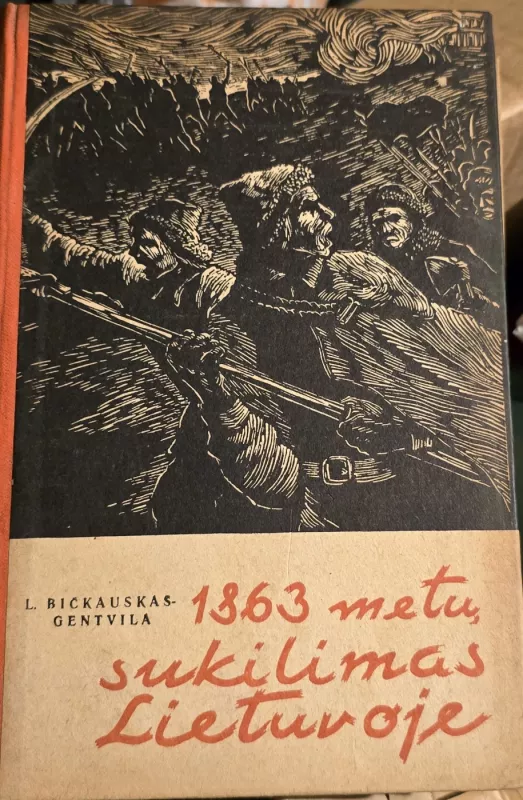 L. BIČKAUSKAS-
GENTVILA
1863 metų
sukilimas
Lietuvoje